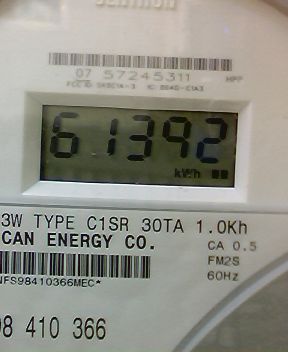 07 57245311 HPP
61392
kWh
3W TYPE C1SR 30TA 1.0Kh
CAN ENERGY CO.
CA 0.5
FM2S
60Hz
NFS98410366MEC*
98 410 366